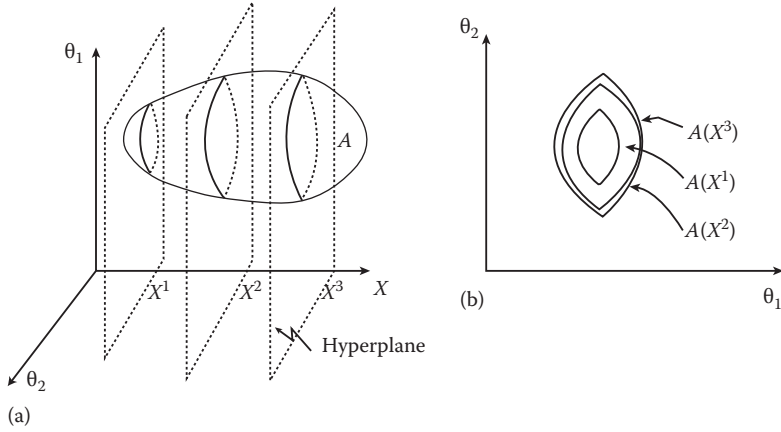 θ1
A
X¹
X²
X³
X
Hyperplane
θ2
(a)
θ2
A(X³)
A(X¹)
A(X²)
θ1
(b)